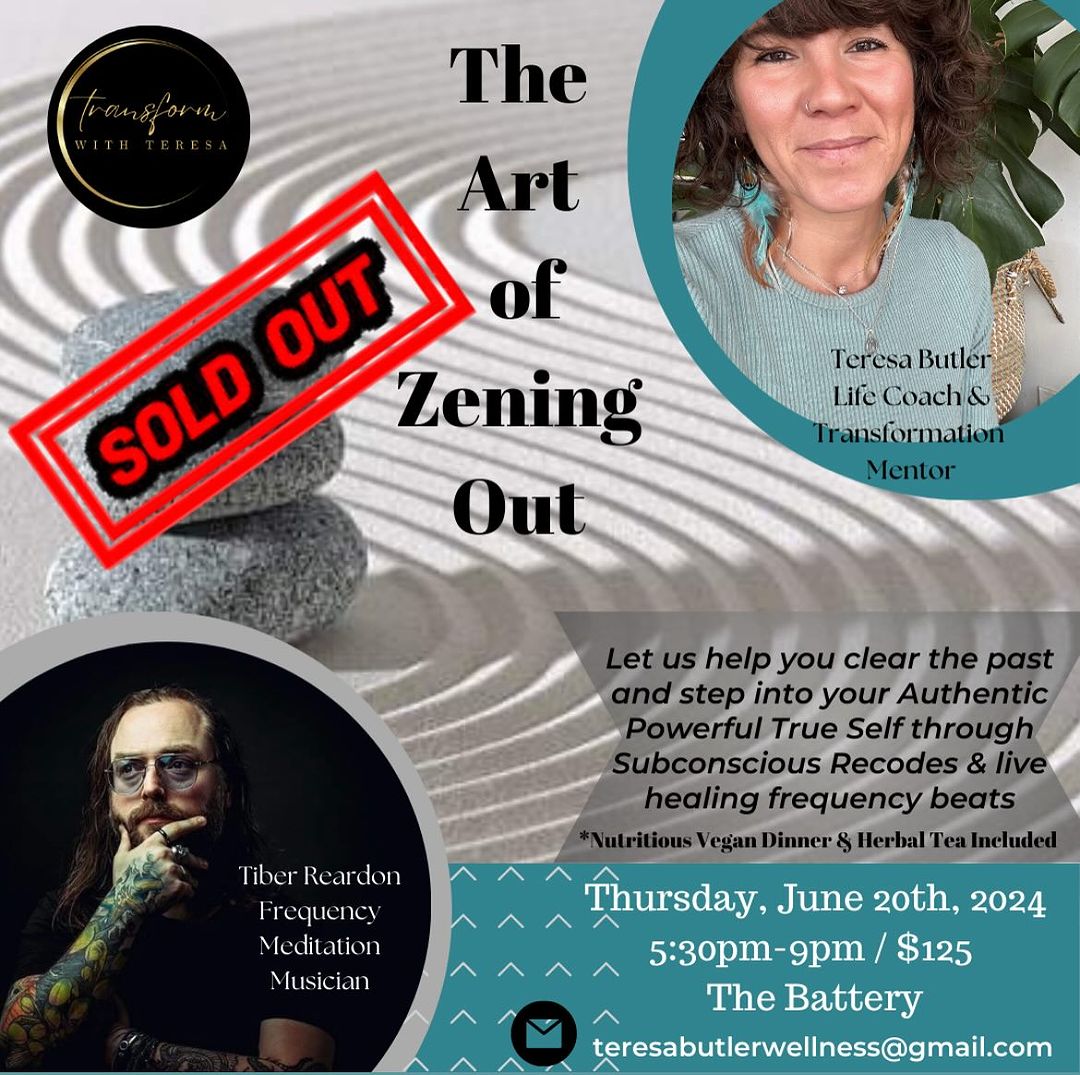 transform
WITH TERESA
The
Art
of
Zening
Out
SOLD OUT
Teresa Butler
Life Coach &
Transformation
Mentor
Let us help you clear the past
and step into your Authentic
Powerful True Self through
Subconscious Recodes & live
healing frequency beats
*Nutritious Vegan Dinner & Herbal Tea Included
Tiber Reardon
Frequency
Meditation
Musician
Thursday, June 20th, 2024
5:30pm-9pm / $125
The Battery
teresabutlerwellness@gmail.com